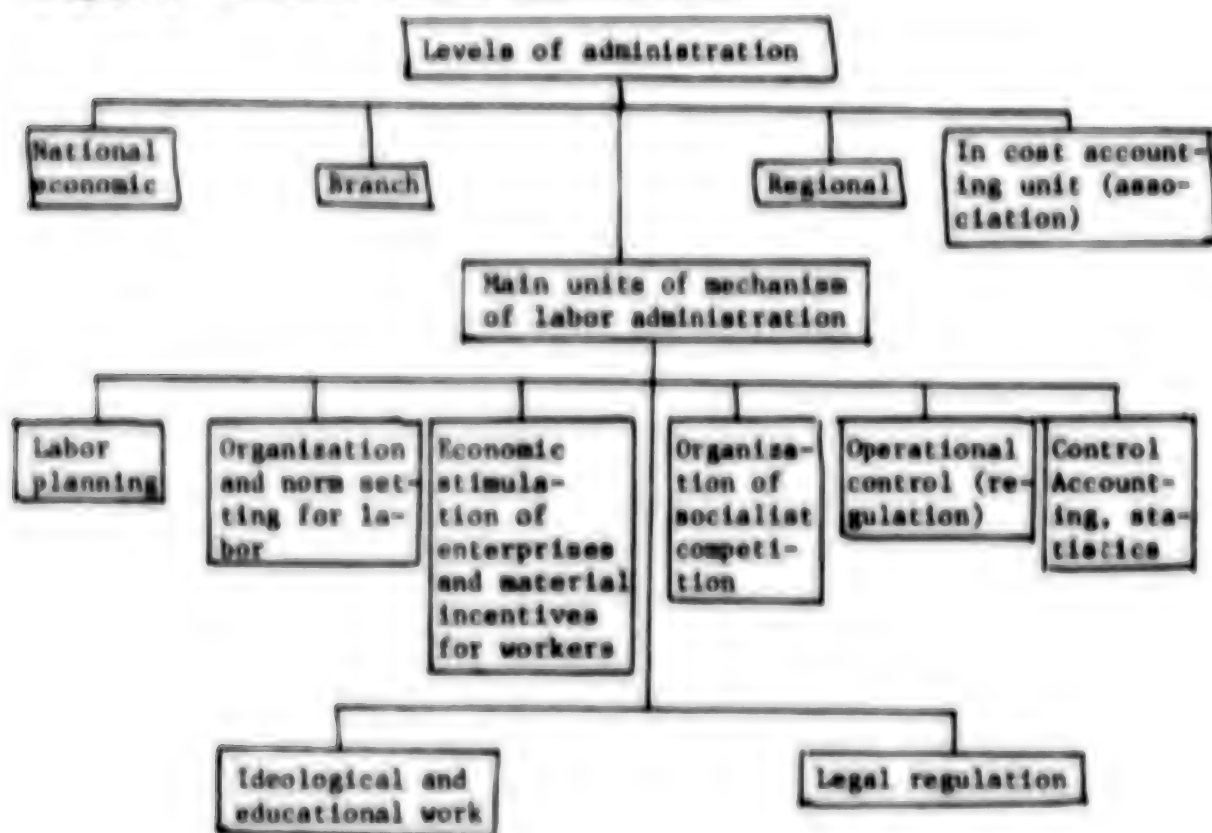 Levels of administration
National
economic
Branch
Regional
In cost account-
ing unit (asso-
ciation)
Main units of mechanism
of labor administration
Labor
planning
Organization
and norm set-
ting for la-
bor
Economic
stimula-
tion of
enterprises
and material
incentives
for workers
Organiza-
tion of
socialist
competi-
tion
Operational
control (re-
gulation)
Control
Account-
ing, sta-
tistics
Ideological and
educational work
Legal regulation